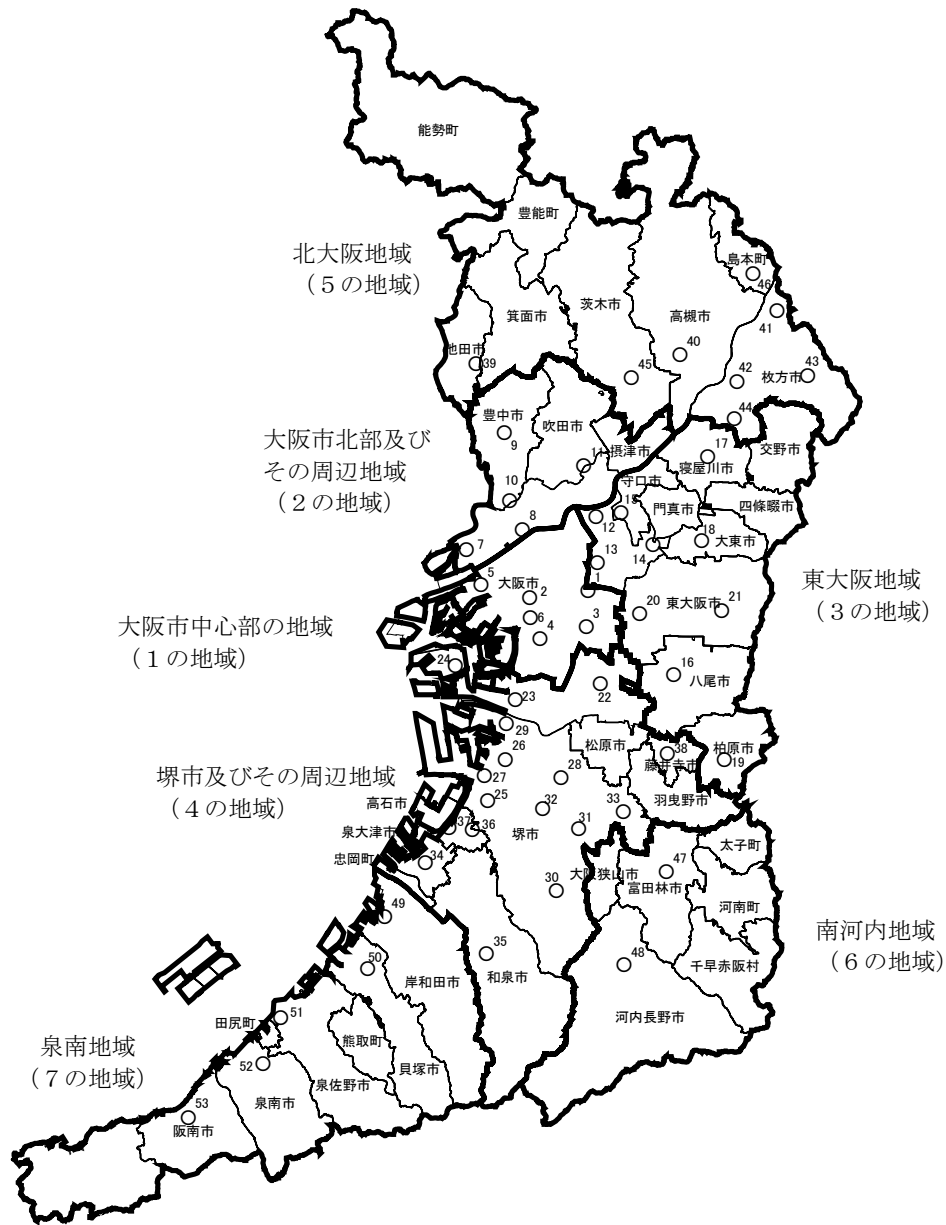 能勢町
豊能町
島本町
46
北大阪地域
（５の地域）
茨木市
箕面市
高槻市
41
池田市
39
40
45
42
43
枚方市
44
豊中市
9
吹田市
大阪市北部及び
その周辺地域
（２の地域）
11
摂津市
17
寝屋川市
交野市
10
守口市
15
門真市
四條畷市
8
12
18
大東市
7
13
14
5
大阪市
2
1
東大阪地域
（３の地域）
6
4
3
20
東大阪市
21
大阪市中心部の地域
（１の地域）
24
16
八尾市
23
22
29
26
松原市
38
藤井寺市
柏原市
19
堺市及びその周辺地域
（４の地域）
27
28
羽曳野市
高石市
25
32
33
泉大津市
37
36
堺市
31
忠岡町
34
太子町
大阪狭山市
47
富田林市
30
河南町
49
南河内地域
（６の地域）
35
48
千早赤阪村
50
岸和田市
和泉市
田尻町
51
河内長野市
泉南地域
（７の地域）
熊取町
52
貝塚市
泉佐野市
53
泉南市
阪南市